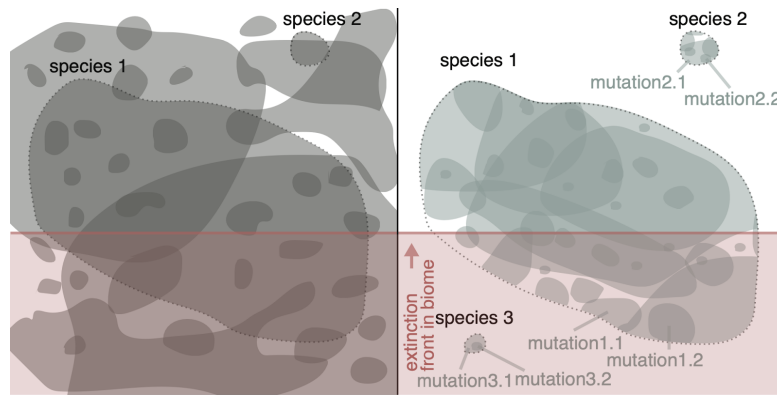 species 2
species 1
species 2
species 1
mutation2.1
mutation2.2
extinction
front in biome
species 3
mutation1.1
mutation1.2
mutation3.1
mutation3.2